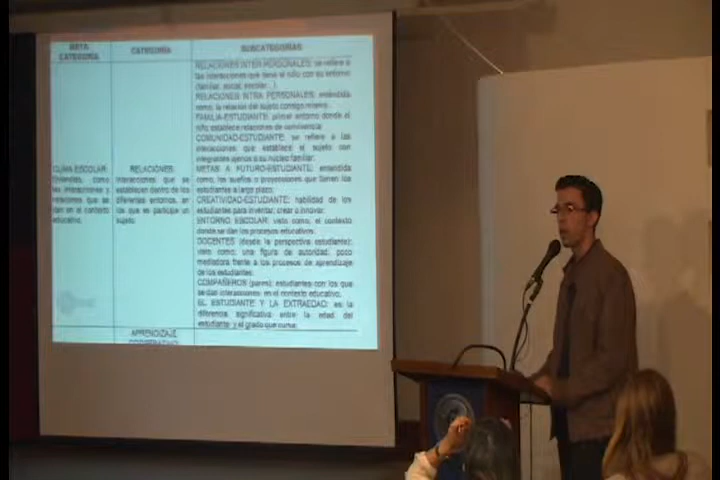 META CATEGORÍA
CATEGORÍA
SUBCATEGORÍAS
CLIMA ESCOLAR:
Vivencias, como
las interacciones y
relaciones que se
dan en el contexto
educativo.
RELACIONES:
interacciones que se
establecen dentro de los
diferentes entornos, en
los que es participe un
sujeto.
RELACIONES INTER PERSONALES: se refiere a
las interacciones que tiene el niño con su entorno
(familiar, social, escolar...)
RELACIONES INTRA PERSONALES: entendida
como, la relación del sujeto consigo mismo.
FAMILIA-ESTUDIANTE: primer entorno donde el
niño establece relaciones de convivencia
COMUNIDAD-ESTUDIANTE: se refiere a las
interacciones que establece el sujeto con
integrantes ajenos a su núcleo familiar.
METAS A FUTURO-ESTUDIANTE: entendida
como, los sueños o proyecciones que tienen los
estudiantes a largo plazo.
CREATIVIDAD-ESTUDIANTE: habilidad de los
estudiantes para inventar, crear o innovar.
ENTORNO ESCOLAR: visto como, el contexto
donde se dan los procesos educativos.
DOCENTES (desde la perspectiva estudiante):
visto como, una figura de autoridad, poco
mediadora frente a los procesos de aprendizaje
de los estudiantes.
COMPAÑEROS (pares): estudiantes con los que
se dan interacciones en el contexto educativo.
EL ESTUDIANTE Y LA EXTRAEDAD: es la
diferencia significativa entre la edad del
estudiante y el grado que cursa.
APRENDIZAJE
COOPERATIVO